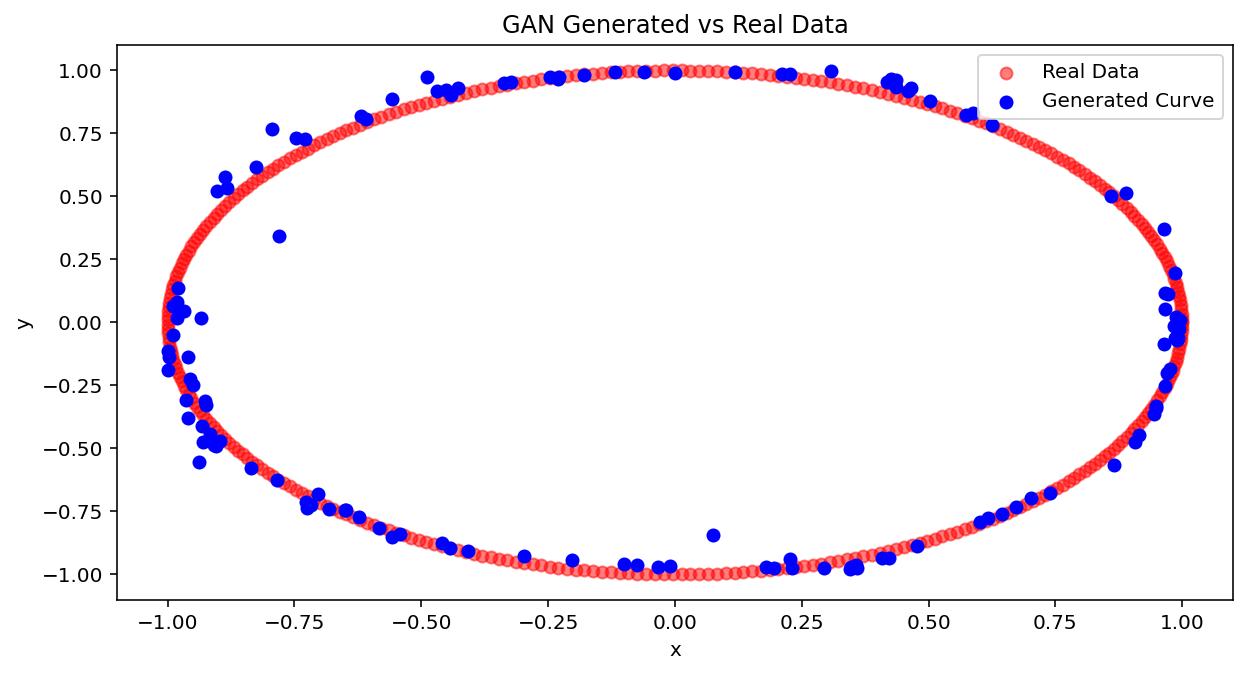 GAN Generated vs Real Data
Real Data
Generated Curve
1.00
0.75
0.50
0.25
0.00
−0.25
−0.50
−0.75
−1.00
y
−1.00 −0.75 −0.50 −0.25 0.00 0.25 0.50 0.75 1.00
x